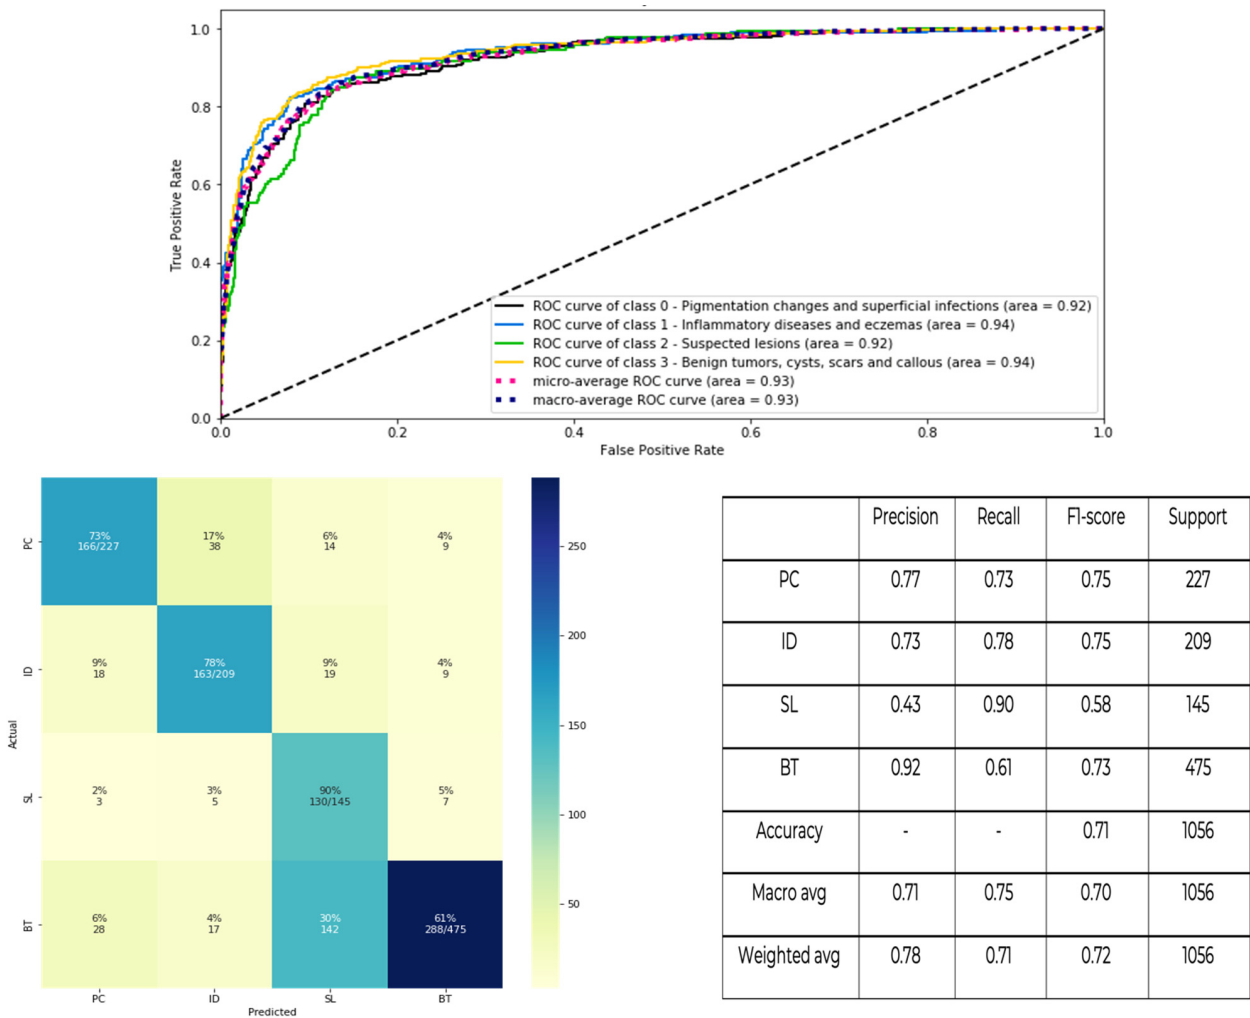 1.0
0.8
0.6
0.4
0.2
0.0
True Positive Rate
ROC curve of class 0 - Pigmentation changes and superficial infections (area = 0.92)
ROC curve of class 1 - Inflammatory diseases and eczemas (area = 0.94)
ROC curve of class 2 - Suspected lesions (area = 0.92)
ROC curve of class 3 - Benign tumors, cysts, scars and callous (area = 0.94)
micro-average ROC curve (area = 0.93)
macro-average ROC curve (area = 0.93)
0.0 0.2 0.4 0.6 0.8 1.0
False Positive Rate
Actual
PC 73% 17% 6% 4%
166/227 38 14 9
ID 9% 78% 9% 4%
18 163/209 19 9
SL 2% 3% 90% 5%
3 5 130/145 7
BT 6% 4% 30% 61%
28 17 142 288/475
PC ID SL BT
Predicted
250
200
150
100
50
Precision Recall F1-score Support
PC 0.77 0.73 0.75 227
ID 0.73 0.78 0.75 209
SL 0.43 0.90 0.58 145
BT 0.92 0.61 0.73 475
Accuracy - - 0.71 1056
Macro avg 0.71 0.75 0.70 1056
Weighted avg 0.78 0.71 0.72 1056